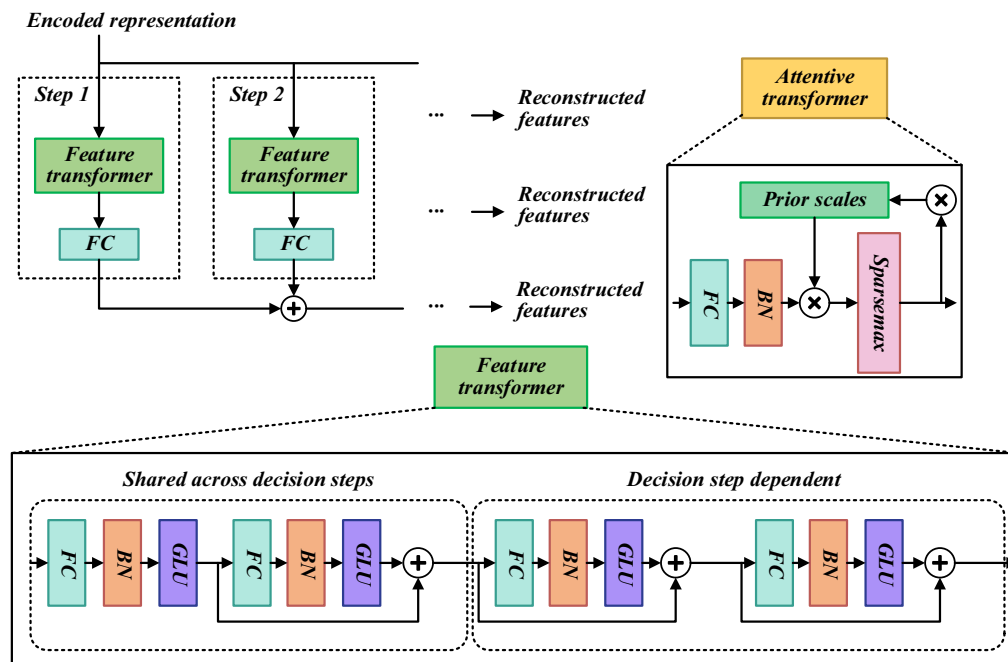 Encoded representation
Step 1
Step 2
Feature
transformer
Feature
transformer
FC
FC
+
...
Reconstructed
features
...
Reconstructed
features
...
Reconstructed
features
Attentive
transformer
Prior scales
×
FC
BN
×
Sparsemax
Feature
transformer
Shared across decision steps
Decision step dependent
FC
BN
GLU
FC
BN
GLU
+
FC
BN
GLU
+
FC
BN
GLU
+